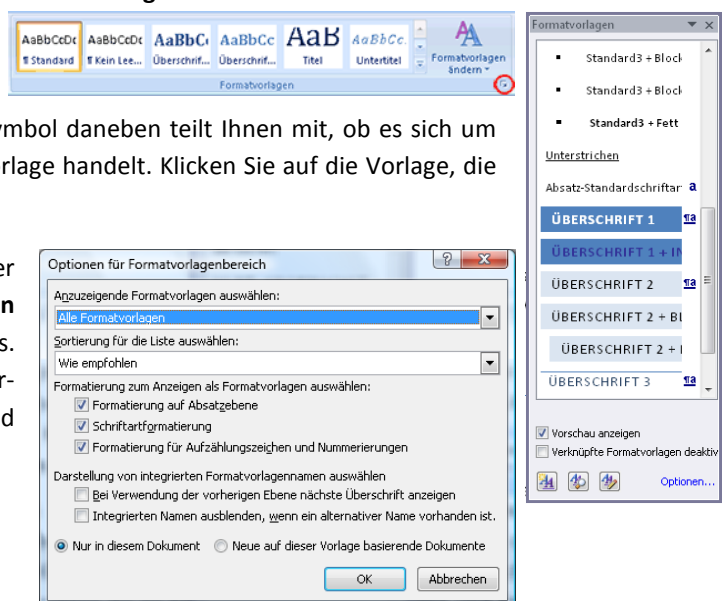 AaBbCcDc AaBbCcDc AaBbC AaBbCc AaB AaBbCc.
¶ Standard ¶ Kein Lee... Überschrif... Überschrif... Titel Untertitel Formatvorlagen
ändern
Formatvorlagen
ymbol daneben teilt Ihnen mit, ob es sich um
rlage handelt. Klicken Sie auf die Vorlage, die
er
n
s.
r-
d
Optionen für Formatvorlagenbereich
Anzuzeigende Formatvorlagen auswählen:
Alle Formatvorlagen
Sortierung für die Liste auswählen:
Wie empfohlen
Formatierung zum Anzeigen als Formatvorlagen auswählen:
Formatierung auf Absatzebene
Schriftartformatierung
Formatierung für Aufzählungszeichen und Nummerierungen
Darstellung von integrierten Formatvorlagennamen auswählen
Bei Verwendung der vorherigen Ebene nächste Überschrift anzeigen
Integrierten Namen ausblenden, wenn ein alternativer Name vorhanden ist.
Nur in diesem Dokument Neue auf dieser Vorlage basierende Dokumente
OK Abbrechen
Formatvorlagen
▪ Standard3 + Block
▪ Standard3 + Block
▪ Standard3 + Fett
Unterstrichen
Absatz-Standardschriftar a
ÜBERSCHRIFT 1 ¶a
ÜBERSCHRIFT 1 + IN
ÜBERSCHRIFT 2 ¶a
ÜBERSCHRIFT 2 + BL
ÜBERSCHRIFT 2 + I
ÜBERSCHRIFT 3 ¶a
Vorschau anzeigen
Verknüpfte Formatvorlagen deaktiv
Optionen...